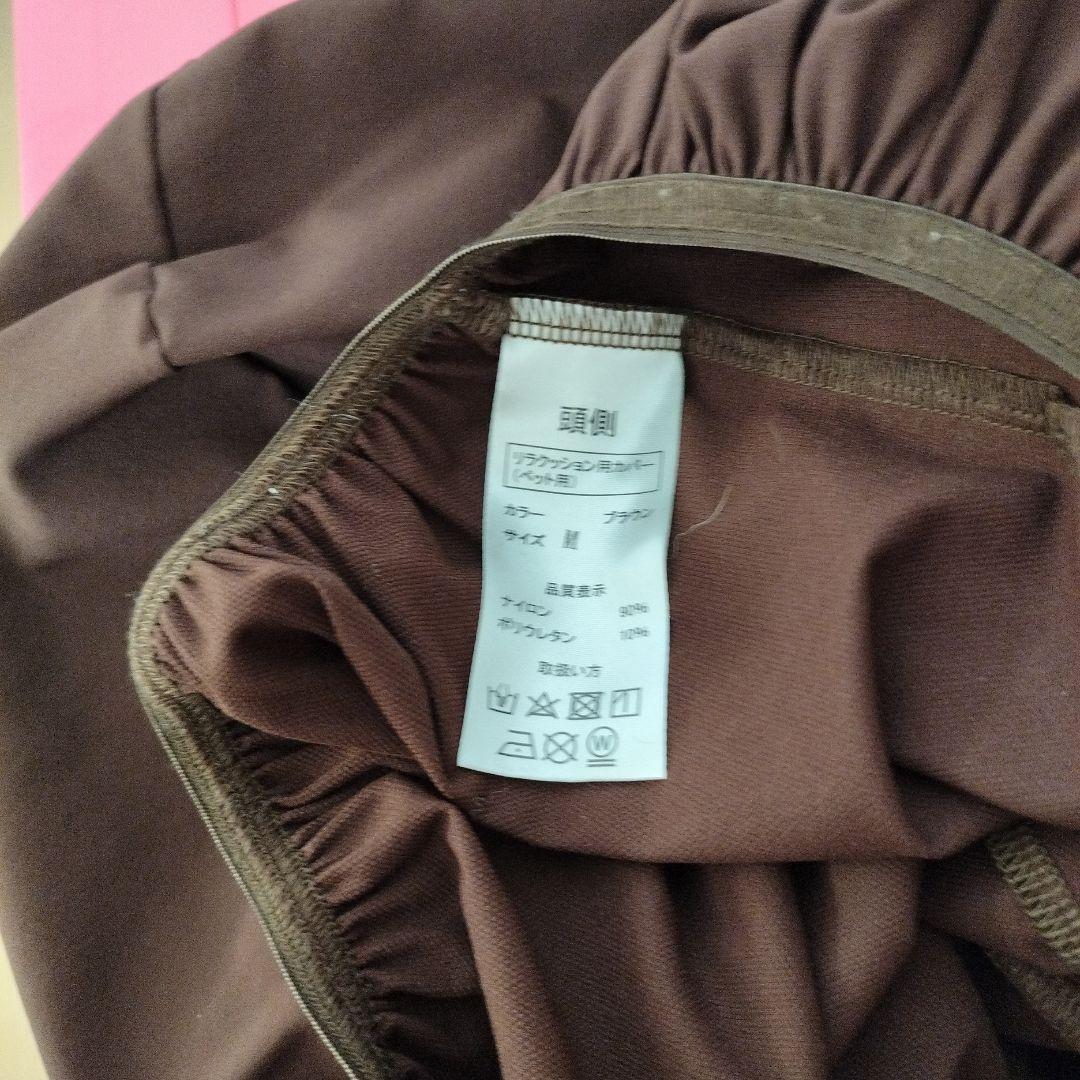 頭側
リラクッション用カバー
(ペット用)
カラー ブラウン
サイズ M
品質表示
ナイロン 90%
ポリウレタン 10%
取扱い方
W